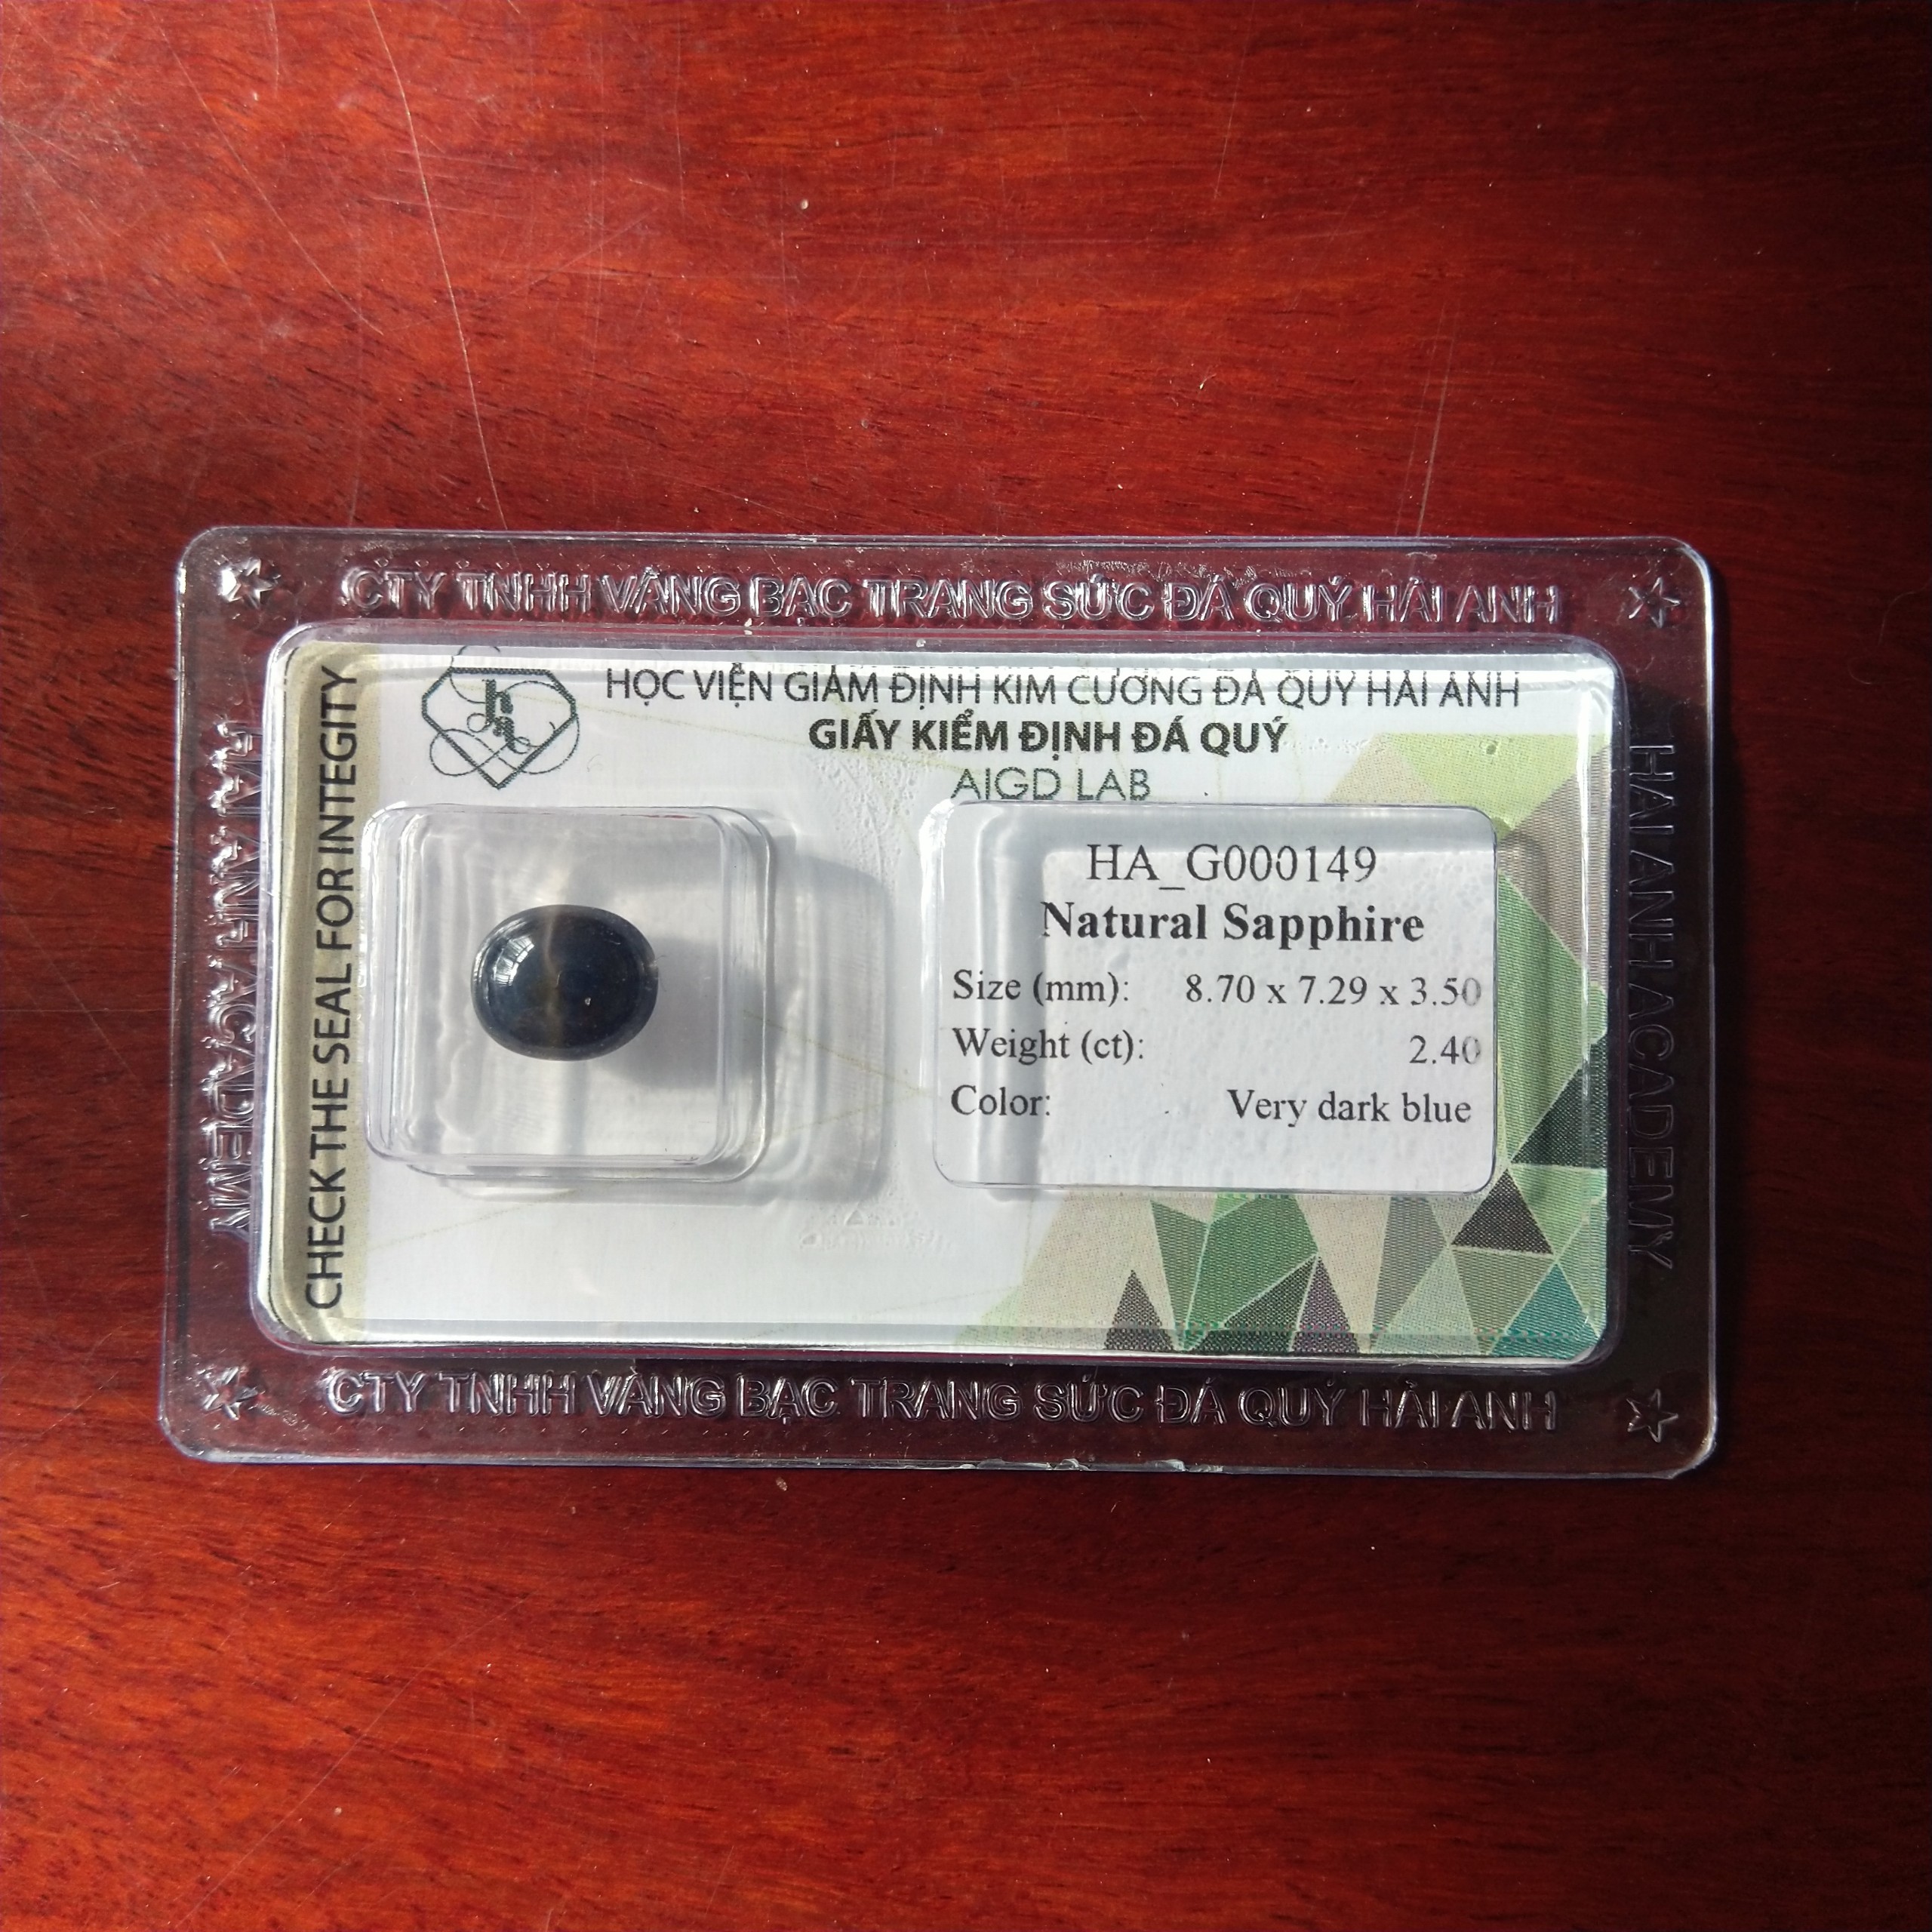 CTY TNHH VÀNG BẠC TRANG SỨC ĐÁ QUÝ HẢI ANH
HẢI ANH ACADEMY
CHECK THE SEAL FOR INTEGITY
HỌC VIỆN GIÁM ĐỊNH KIM CƯƠNG ĐÁ QUÝ HẢI ANH
GIẤY KIỂM ĐỊNH ĐÁ QUÝ
AIGD LAB
HA_G000149
Natural Sapphire
Size (mm): 8.70 x 7.29 x 3.50
Weight (ct): 2.40
Color: Very dark blue
HAI ANH ACADEMY
CTY TNHH VÀNG BẠC TRANG SỨC ĐÁ QUÝ HẢI ANH